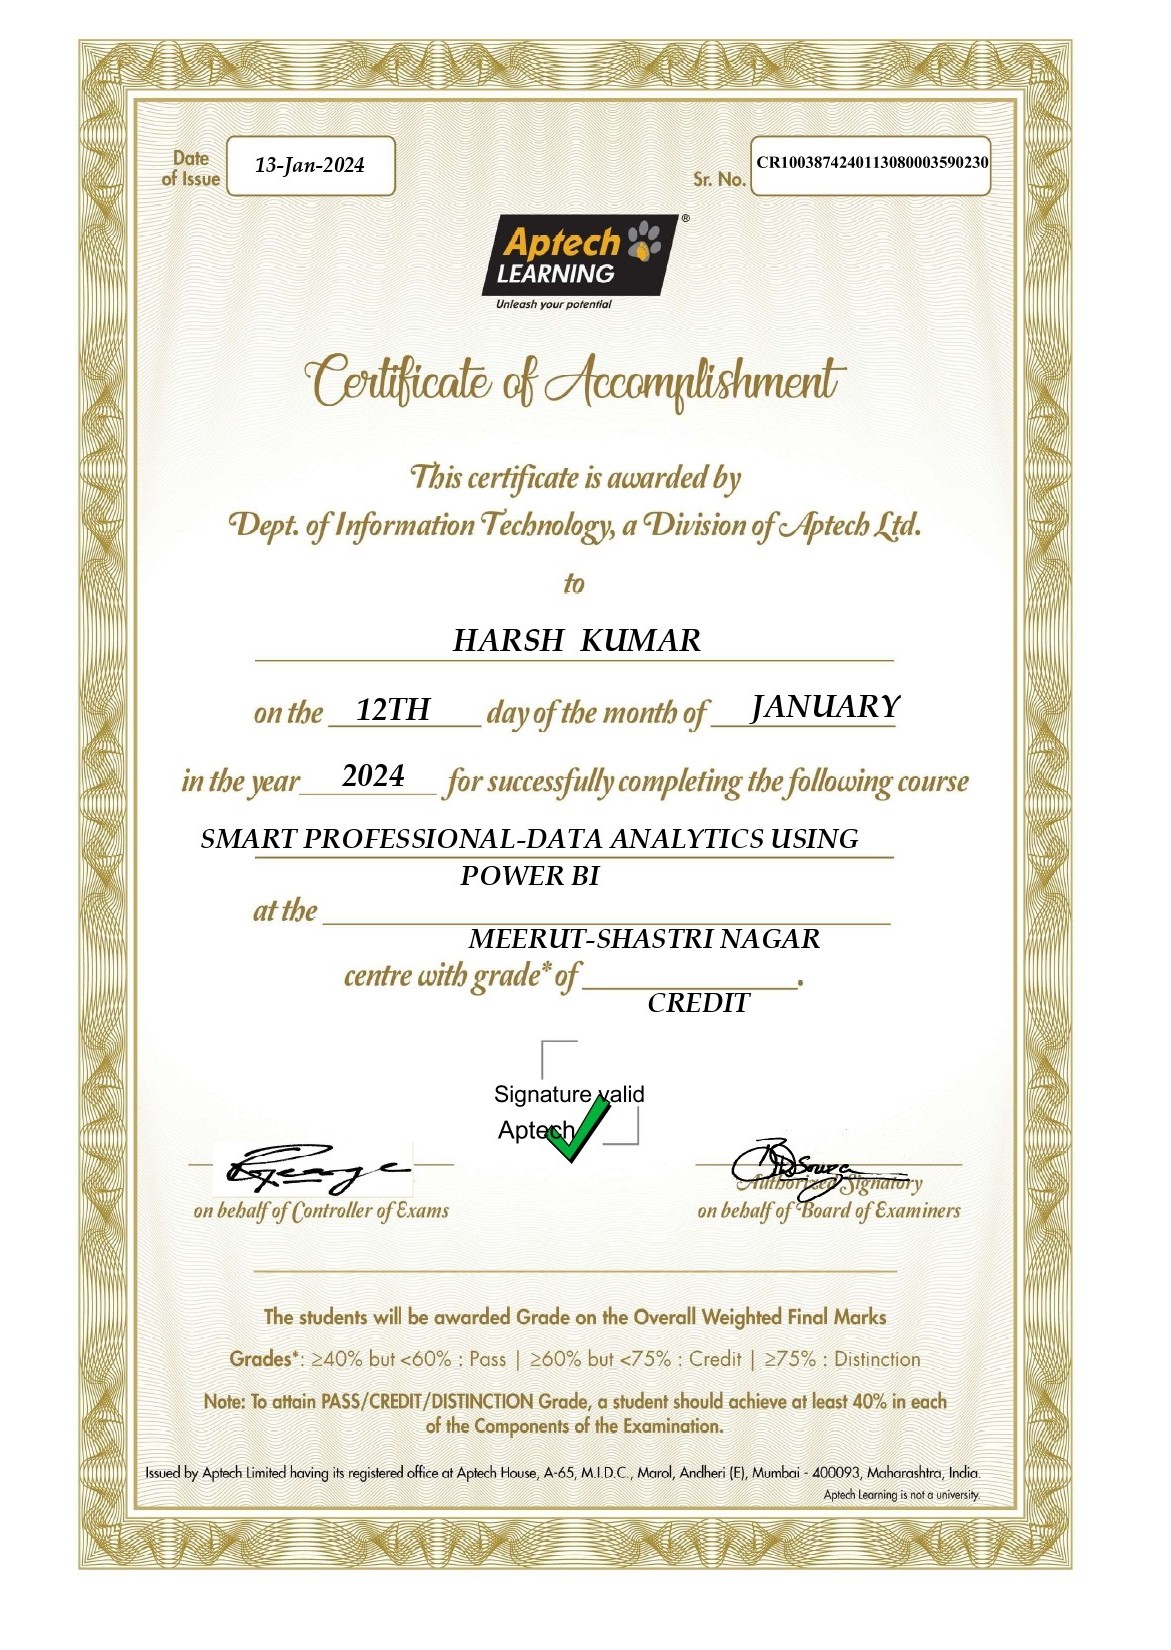 Date
of Issue
13-Jan-2024
Sr. No.
CR1003874240113080003590230
Aptech ®
LEARNING
Unleash your potential
Certificate of Accomplishment
This certificate is awarded by
Dept. of Information Technology, a Division of Aptech Ltd.
to
HARSH KUMAR
on the 12TH day of the month of JANUARY
in the year 2024 for successfully completing the following course
SMART PROFESSIONAL-DATA ANALYTICS USING
POWER BI
at the
MEERUT-SHASTRI NAGAR
centre with grade* of .
CREDIT
Signature valid
Aptech
George
DSouza
Authorized Signatory
on behalf of Controller of Exams
on behalf of Board of Examiners
The students will be awarded Grade on the Overall Weighted Final Marks
Grades*: ≥40% but <60% : Pass | ≥60% but <75% : Credit | ≥75% : Distinction
Note: To attain PASS/CREDIT/DISTINCTION Grade, a student should achieve at least 40% in each
of the Components of the Examination.
Issued by Aptech Limited having its registered office at Aptech House, A-65, M.I.D.C., Marol, Andheri (E), Mumbai - 400093, Maharashtra, India.
Aptech Learning is not a university.